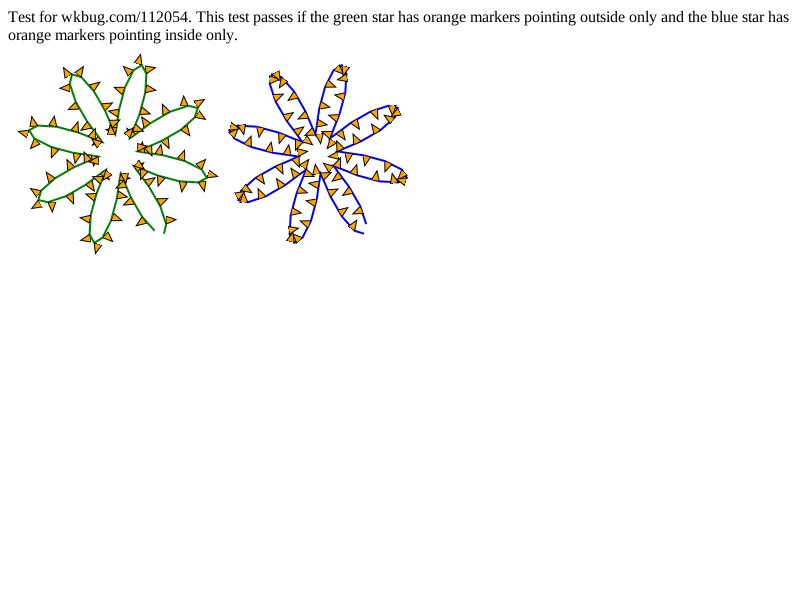 Test for wkbug.com/112054. This test passes if the green star has orange markers pointing outside only and the blue star has
orange markers pointing inside only.